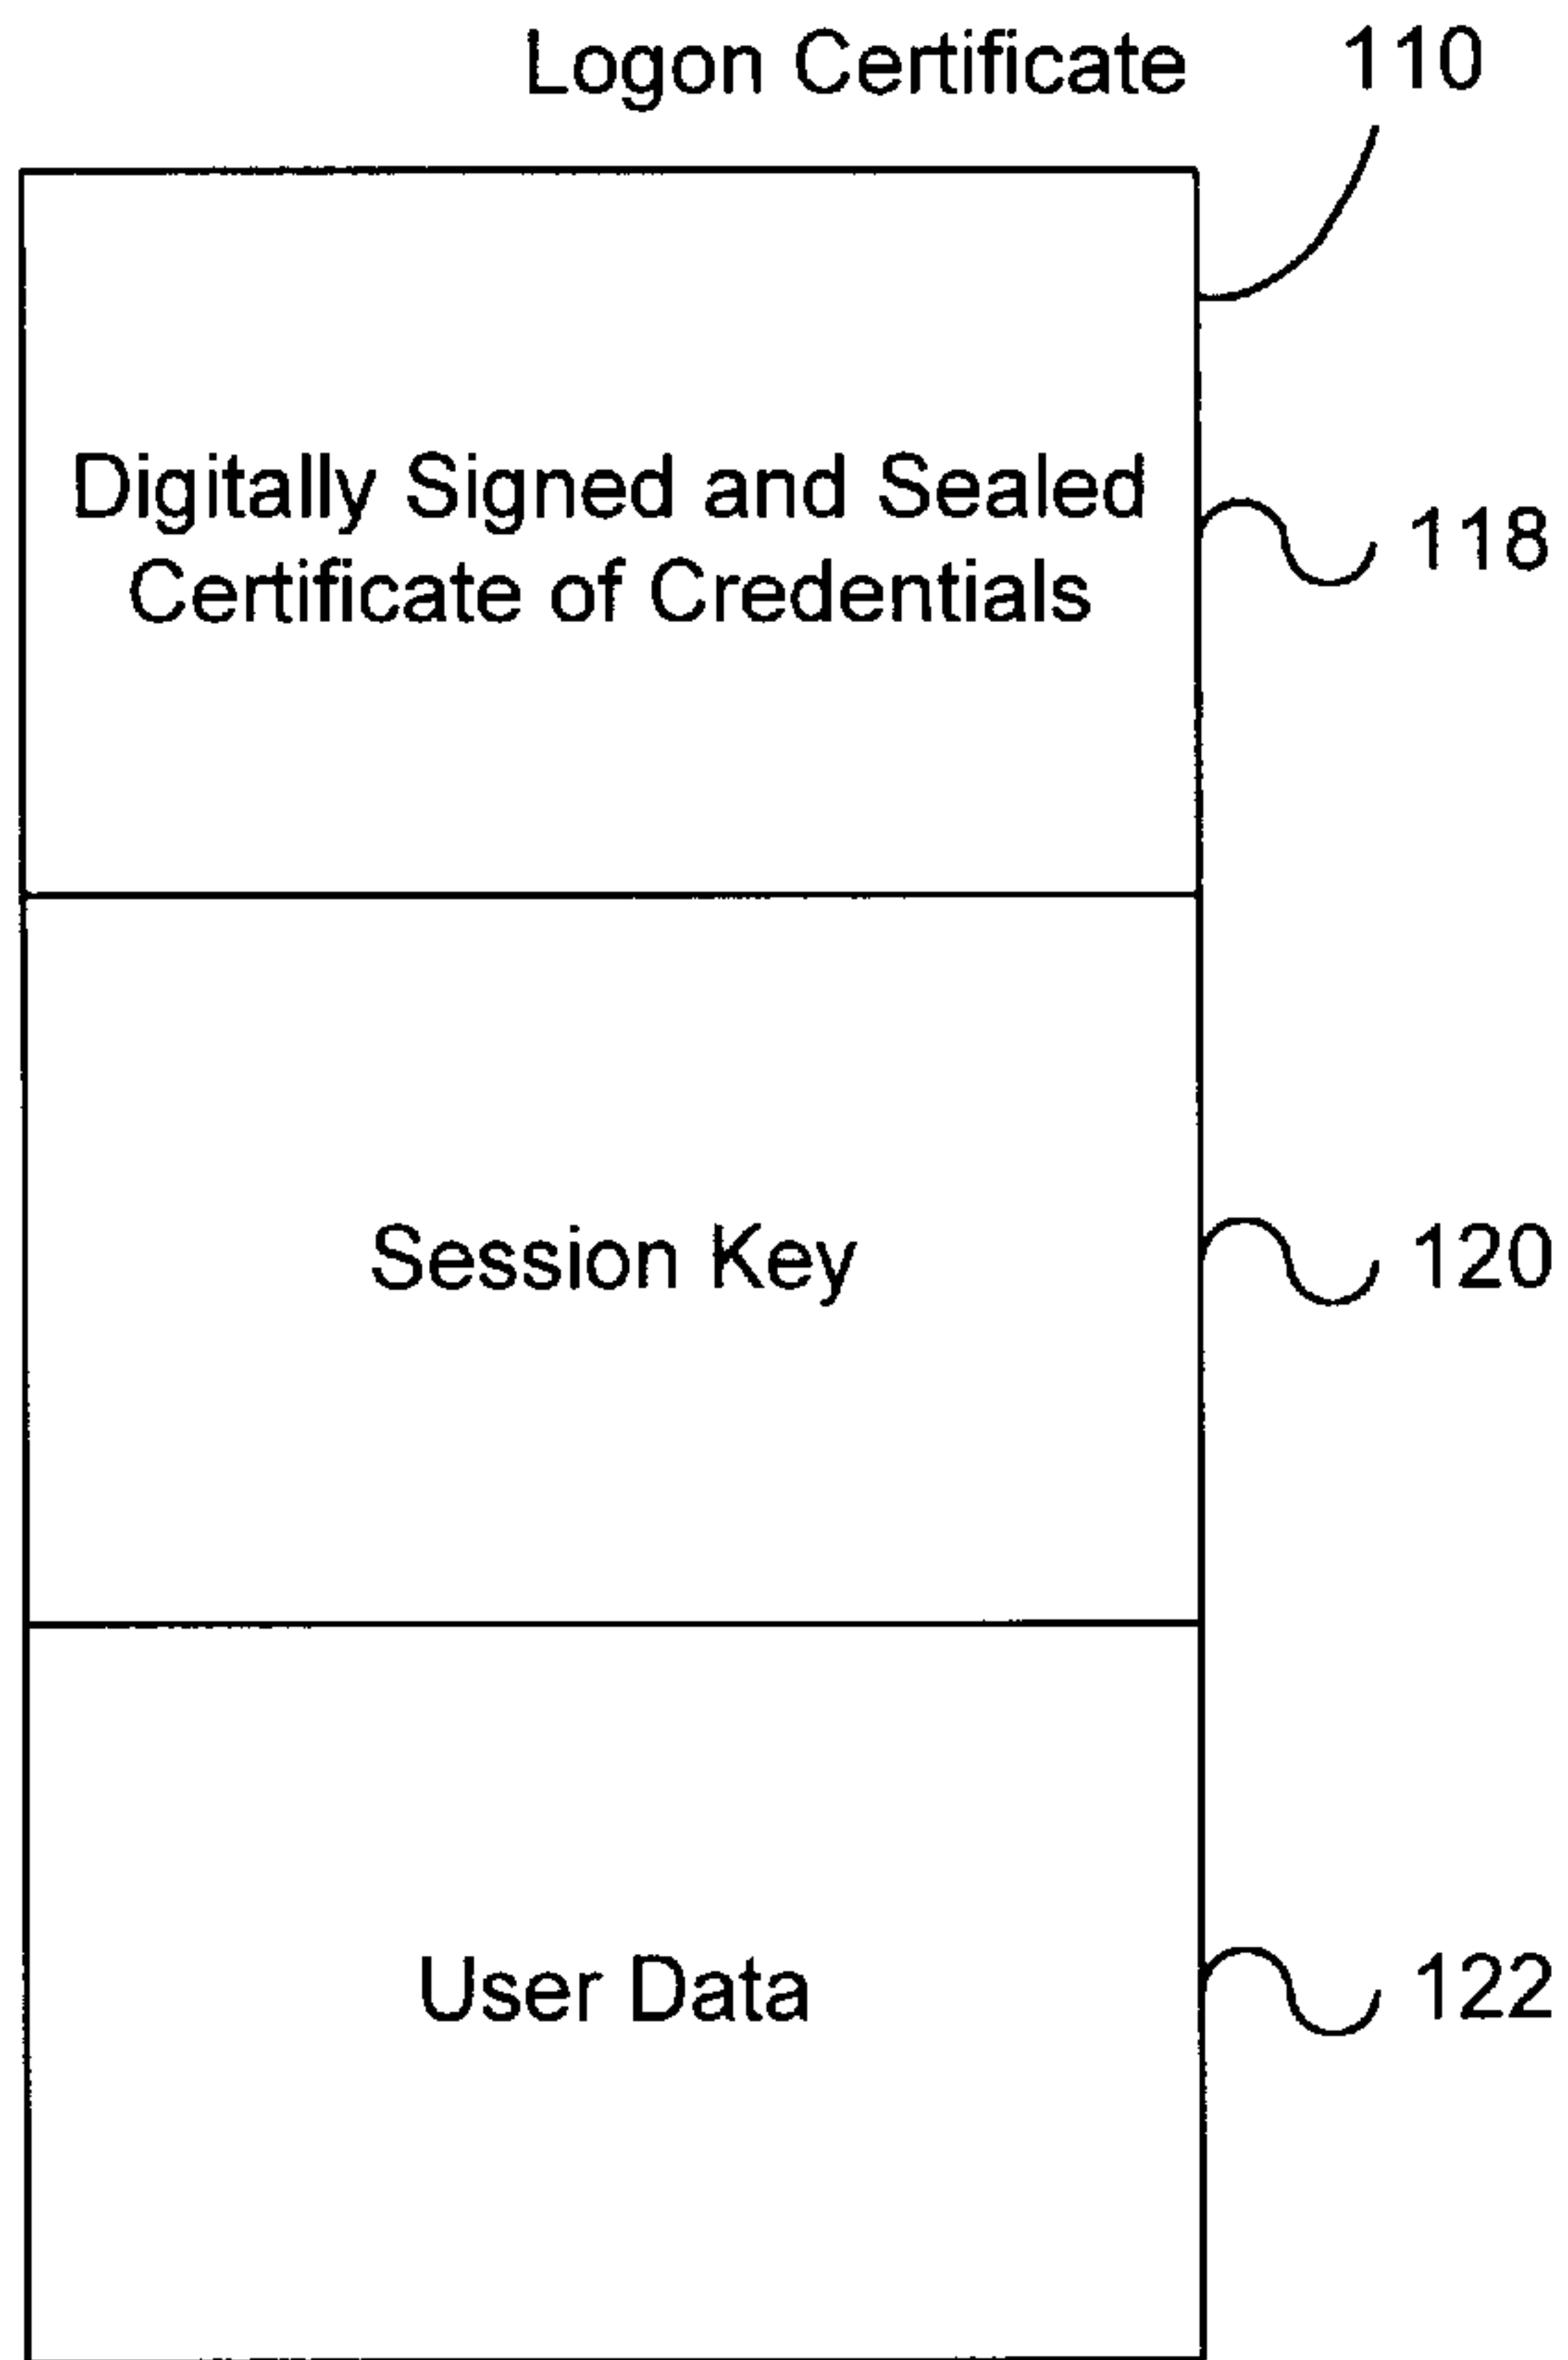 Logon Certificate 110
Digitally Signed and Sealed 118
Certificate of Credentials
Session Key 120
User Data 122